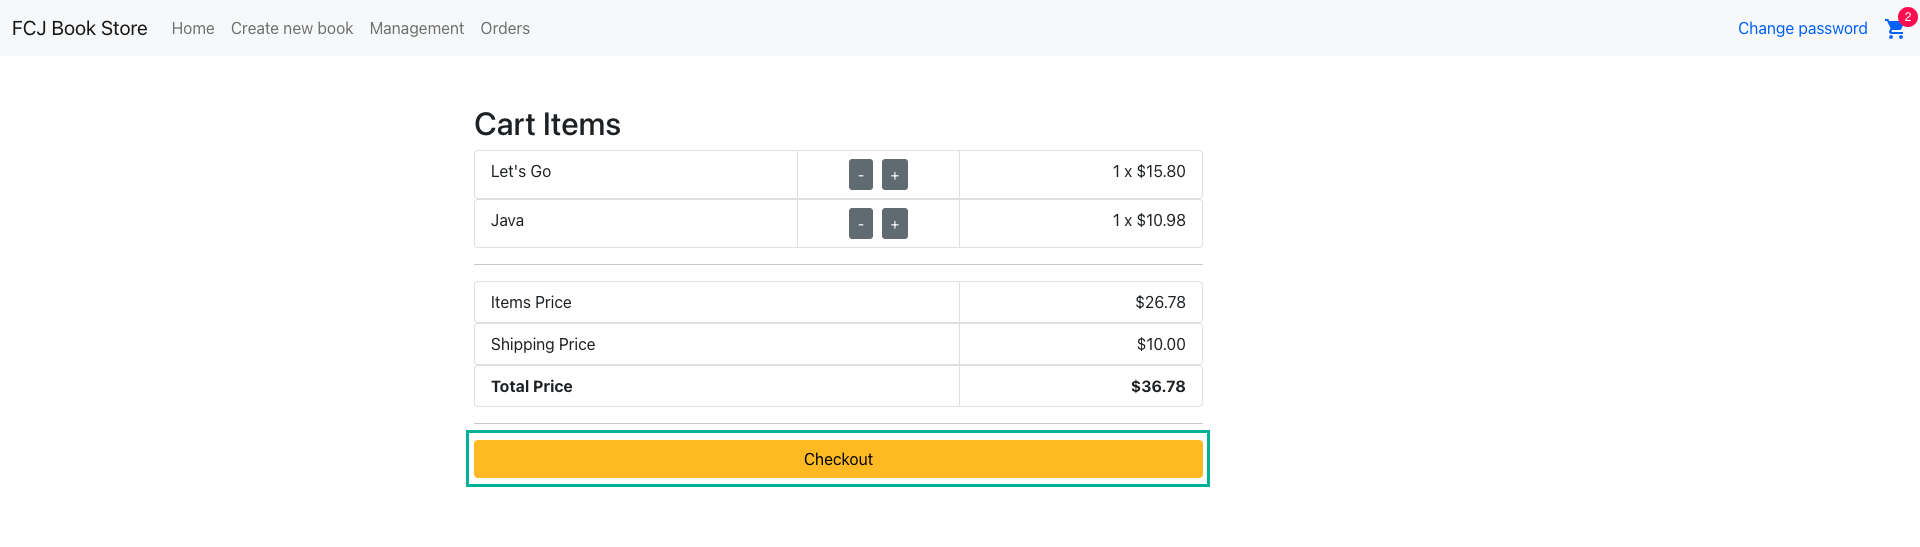 FCJ Book Store Home Create new book Management Orders Change password 2
Cart Items
Let's Go - + 1 x $15.80
Java - + 1 x $10.98
Items Price $26.78
Shipping Price $10.00
Total Price $36.78
Checkout